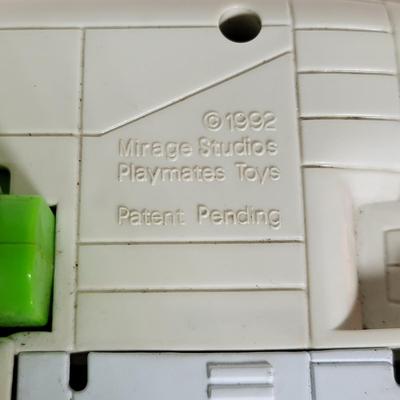 ©1992
Mirage Studios
Playmates Toys
Patent Pending